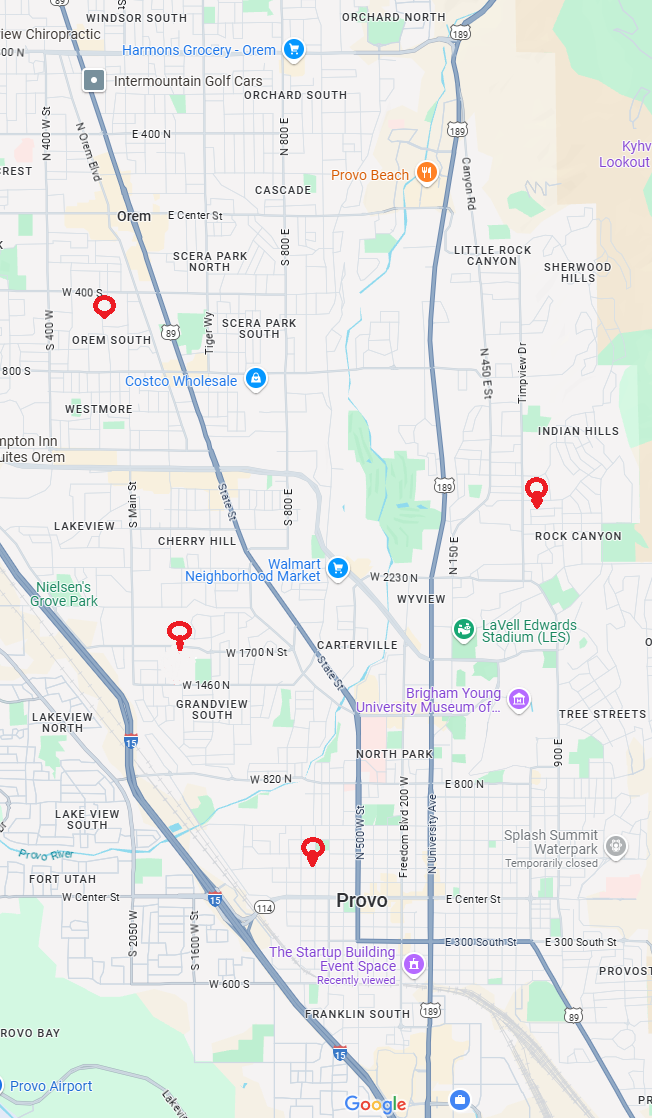 WINDSOR SOUTH
ORCHARD NORTH
189
iew Chiropractic
00 N
Harmons Grocery - Orem
Intermountain Golf Cars
ORCHARD SOUTH
N 400 W St
N Orem Blvd
E 400 N
N 800 E
189
Kyhv
Lookout
CREST
Provo Beach
Canyon Rd
CASCADE
Orem
E Center St
S 800 E
SCERA PARK
NORTH
LITTLE ROCK
CANYON
SHERWOOD
HILLS
W 400 S
S 400 W
OREM SOUTH
89
Tiger Wy
SCERA PARK
SOUTH
800 S
Costco Wholesale
N 450 E St
Timpview Dr
WESTMORE
INDIAN HILLS
mpton Inn
uites Orem
S Main St
State St
S 800 E
189
LAKEVIEW
CHERRY HILL
ROCK CANYON
N 150 E
Walmart
Neighborhood Market
W 2230 N
Nielsen's
Grove Park
WYVIEW
LaVell Edwards
Stadium (LES)
W 1700 N St
CARTERVILLE
State St
W 1460 N
GRANDVIEW
SOUTH
Brigham Young
University Museum of...
LAKEVIEW
NORTH
TREE STREETS
15
NORTH PARK
900 E
W 820 N
E 800 N
N 500 W St
Freedom Blvd 200 W
N University Ave
LAKE VIEW
SOUTH
Provo River
Splash Summit
Waterpark
Temporarily closed
FORT UTAH
W Center St
15
114
Provo
E Center St
S 2050 W
S 1600 W St
E 300 South St
E 300 South St
The Startup Building
Event Space
Recently viewed
PROVOST
W 600 S
FRANKLIN SOUTH
189
89
ROVO BAY
15
Provo Airport
Lakevie
Google
PR